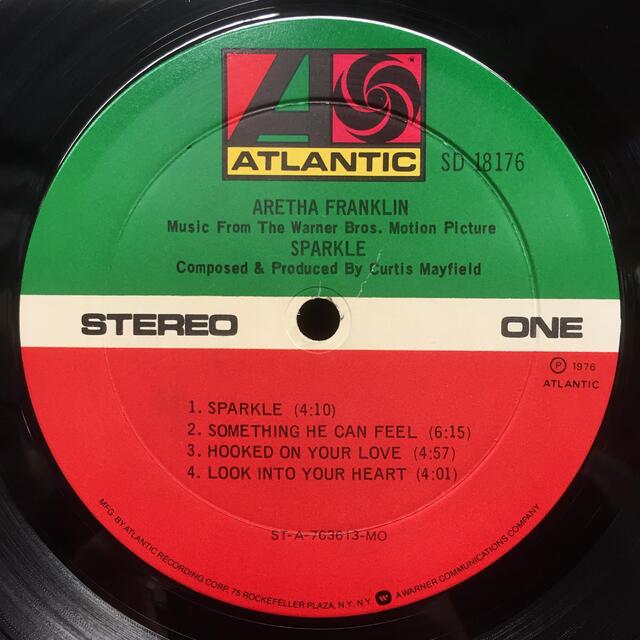 ATLANTIC
SD 18176
ARETHA FRANKLIN
Music From The Warner Bros. Motion Picture
SPARKLE
Composed & Produced By Curtis Mayfield
STEREO
ONE
℗ 1976
ATLANTIC
1. SPARKLE (4:10)
2. SOMETHING HE CAN FEEL (6:15)
3. HOOKED ON YOUR LOVE (4:57)
4. LOOK INTO YOUR HEART (4:01)
ST-A-763613-MO
MFG. BY ATLANTIC RECORDING CORP. 75 ROCKEFELLER PLAZA, N.Y. N.Y. A WARNER COMMUNICATIONS COMPANY